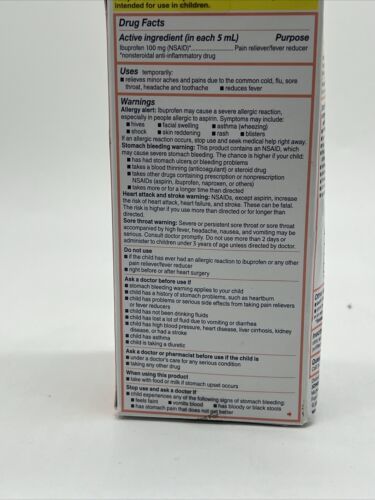 intended for use in children.
Drug Facts
Active ingredient (in each 5 mL) Purpose
Ibuprofen 100 mg (NSAID)* Pain reliever/fever reducer
*nonsteroidal anti-inflammatory drug
Uses temporarily:
■ relieves minor aches and pains due to the common cold, flu, sore
throat, headache and toothache ■ reduces fever
Warnings
Allergy alert: Ibuprofen may cause a severe allergic reaction,
especially in people allergic to aspirin. Symptoms may include:
■ hives ■ facial swelling ■ asthma (wheezing)
■ shock ■ skin reddening ■ rash ■ blisters
If an allergic reaction occurs, stop use and seek medical help right away.
Stomach bleeding warning: This product contains an NSAID, which
may cause severe stomach bleeding. The chance is higher if your child:
■ has had stomach ulcers or bleeding problems
■ takes a blood thinning (anticoagulant) or steroid drug
■ takes other drugs containing prescription or nonprescription
NSAIDs (aspirin, ibuprofen, naproxen, or others)
■ takes more or for a longer time than directed
Heart attack and stroke warning: NSAIDs, except aspirin, increase
the risk of heart attack, heart failure, and stroke. These can be fatal.
The risk is higher if you use more than directed or for longer than
directed.
Sore throat warning: Severe or persistent sore throat or sore throat
accompanied by high fever, headache, nausea, and vomiting may be
serious. Consult doctor promptly. Do not use more than 2 days or
administer to children under 3 years of age unless directed by doctor.
Do not use
■ if the child has ever had an allergic reaction to ibuprofen or any other
pain reliever/fever reducer
■ right before or after heart surgery
Ask a doctor before use if
■ stomach bleeding warning applies to your child
■ child has a history of stomach problems, such as heartburn
■ child has problems or serious side effects from taking pain relievers
or fever reducers
■ child has not been drinking fluids
■ child has lost a lot of fluid due to vomiting or diarrhea
■ child has high blood pressure, heart disease, liver cirrhosis, kidney
disease, or had a stroke
■ child has asthma
■ child is taking a diuretic
Ask a doctor or pharmacist before use if the child is
■ under a doctor's care for any serious condition
■ taking any other drug
When using this product
■ take with food or milk if stomach upset occurs
Stop use and ask a doctor if
■ child experiences any of the following signs of stomach bleeding:
■ feels faint ■ vomits blood ■ has bloody or black stools
■ has stomach pain that does not get better